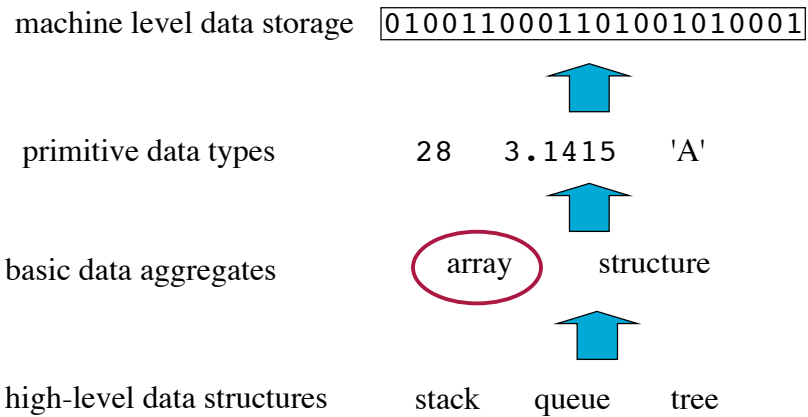 machine level data storage 0100110001101001010001
primitive data types 28 3.1415 'A'
basic data aggregates array structure
high-level data structures stack queue tree